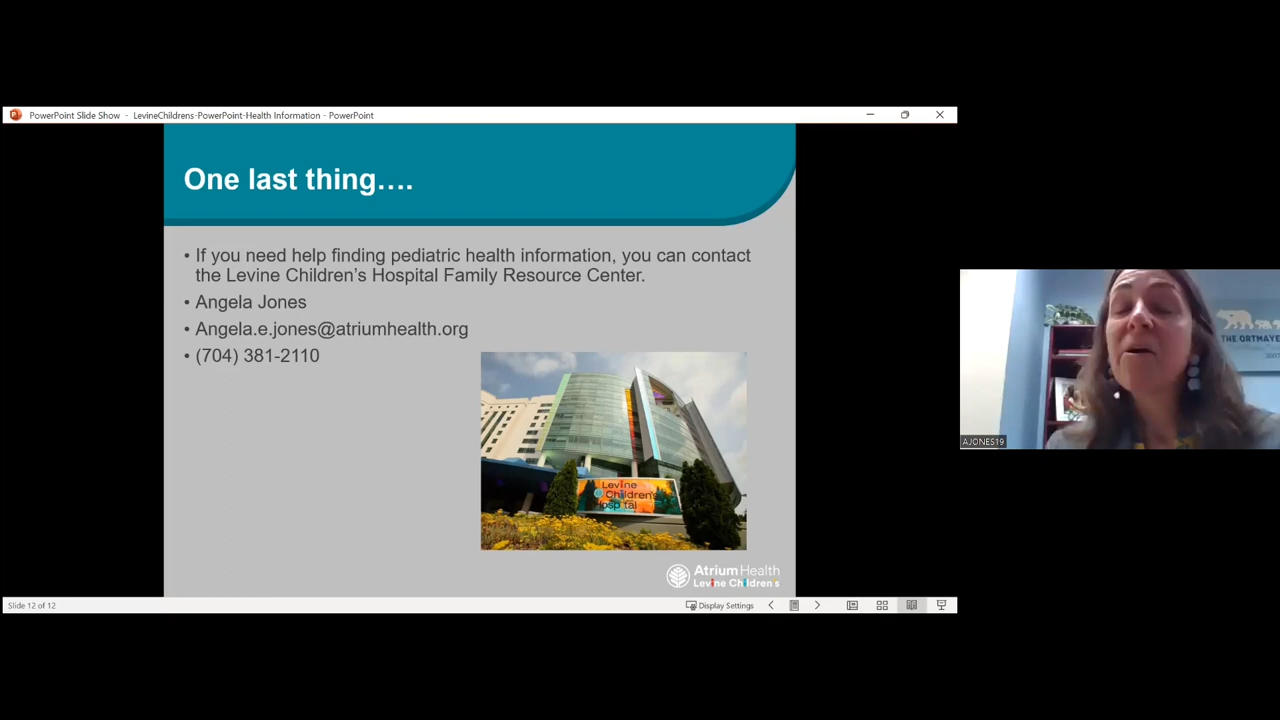 PowerPoint Slide Show - LevineChildrens-PowerPoint-Health Information - PowerPoint
One last thing….
• If you need help finding pediatric health information, you can contact
the Levine Children's Hospital Family Resource Center.
• Angela Jones
• Angela.e.jones@atriumhealth.org
• (704) 381-2110
Levine
Children's
Hospital
Atrium Health
Levine Children's
Slide 12 of 12
Display Settings
THE ORTMAYE
2007
AJONES19